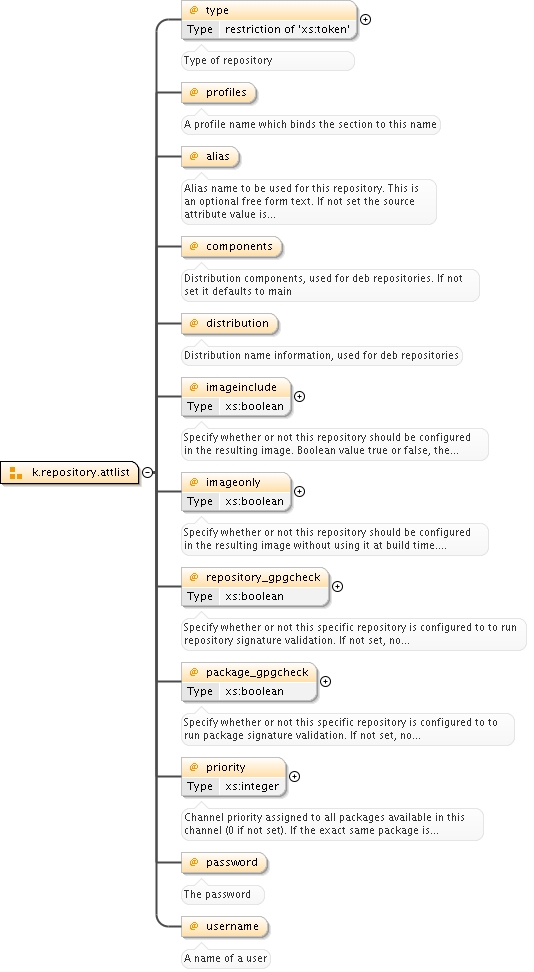 @ type
Type restriction of 'xs:token'
Type of repository
@ profiles
A profile name which binds the section to this name
@ alias
Alias name to be used for this repository. This is
an optional free form text. If not set the source
attribute value is...
@ components
Distribution components, used for deb repositories. If not
set it defaults to main
@ distribution
Distribution name information, used for deb repositories
@ imageinclude
Type xs:boolean
Specify whether or not this repository should be configured
in the resulting image. Boolean value true or false, the...
k.repository.attlist
@ imageonly
Type xs:boolean
Specify whether or not this repository should be configured
in the resulting image without using it at build time....
@ repository_gpgcheck
Type xs:boolean
Specify whether or not this specific repository is configured to to run
repository signature validation. If not set, no...
@ package_gpgcheck
Type xs:boolean
Specify whether or not this specific repository is configured to to
run package signature validation. If not set, no...
@ priority
Type xs:integer
Channel priority assigned to all packages available in this
channel (0 if not set). If the exact same package is...
@ password
The password
@ username
A name of a user